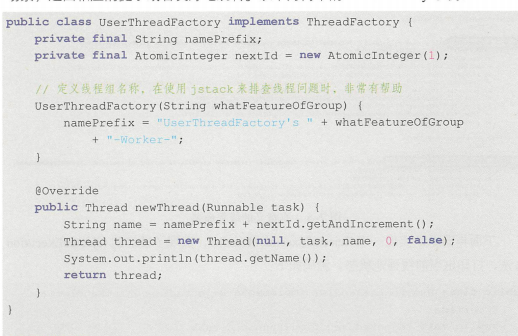 public class UserThreadFactory implements ThreadFactory {
    private final String namePrefix;
    private final AtomicInteger nextId = new AtomicInteger(1);

    // 定义线程组名称，在使用 jstack 来排查线程问题时，非常有帮助
    UserThreadFactory(String whatFeatureOfGroup) {
        namePrefix = "UserThreadFactory's " + whatFeatureOfGroup
            + "-Worker-";
    }

    @Override
    public Thread newThread(Runnable task) {
        String name = namePrefix + nextId.getAndIncrement();
        Thread thread = new Thread(null, task, name, 0, false);
        System.out.println(thread.getName());
        return thread;
    }
}